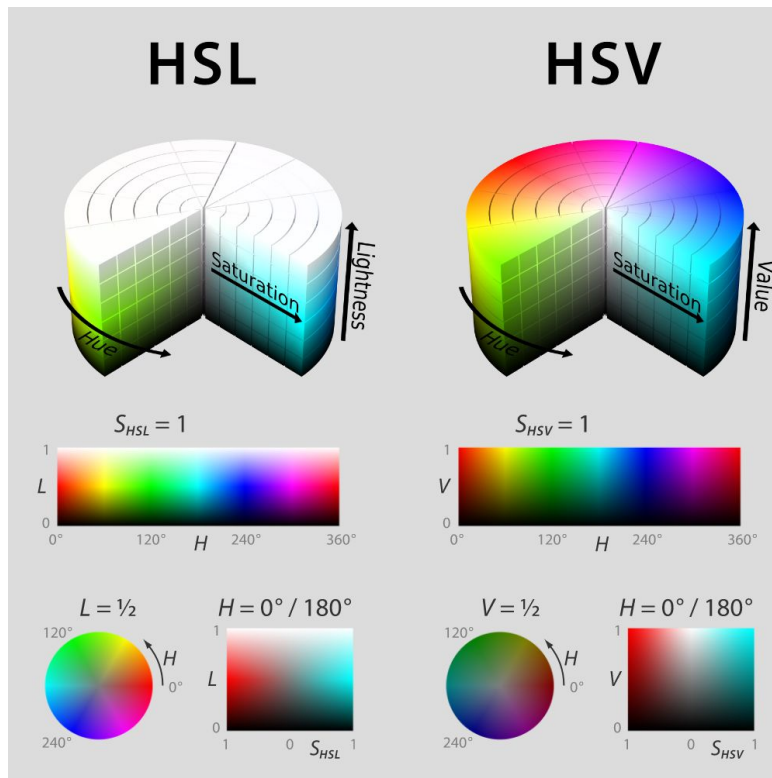 HSL
HSV
Lightness
Saturation
Hue
Value
Saturation
Hue
S_HSL = 1
S_HSV = 1
1
L
0
0°
120°
H
240°
360°
1
V
0
0°
120°
H
240°
360°
L = ½
H = 0° / 180°
V = ½
H = 0° / 180°
120°
H
0°
240°
1
L
0
1
0
S_HSL
1
120°
H
0°
240°
1
V
0
1
0
S_HSV
1